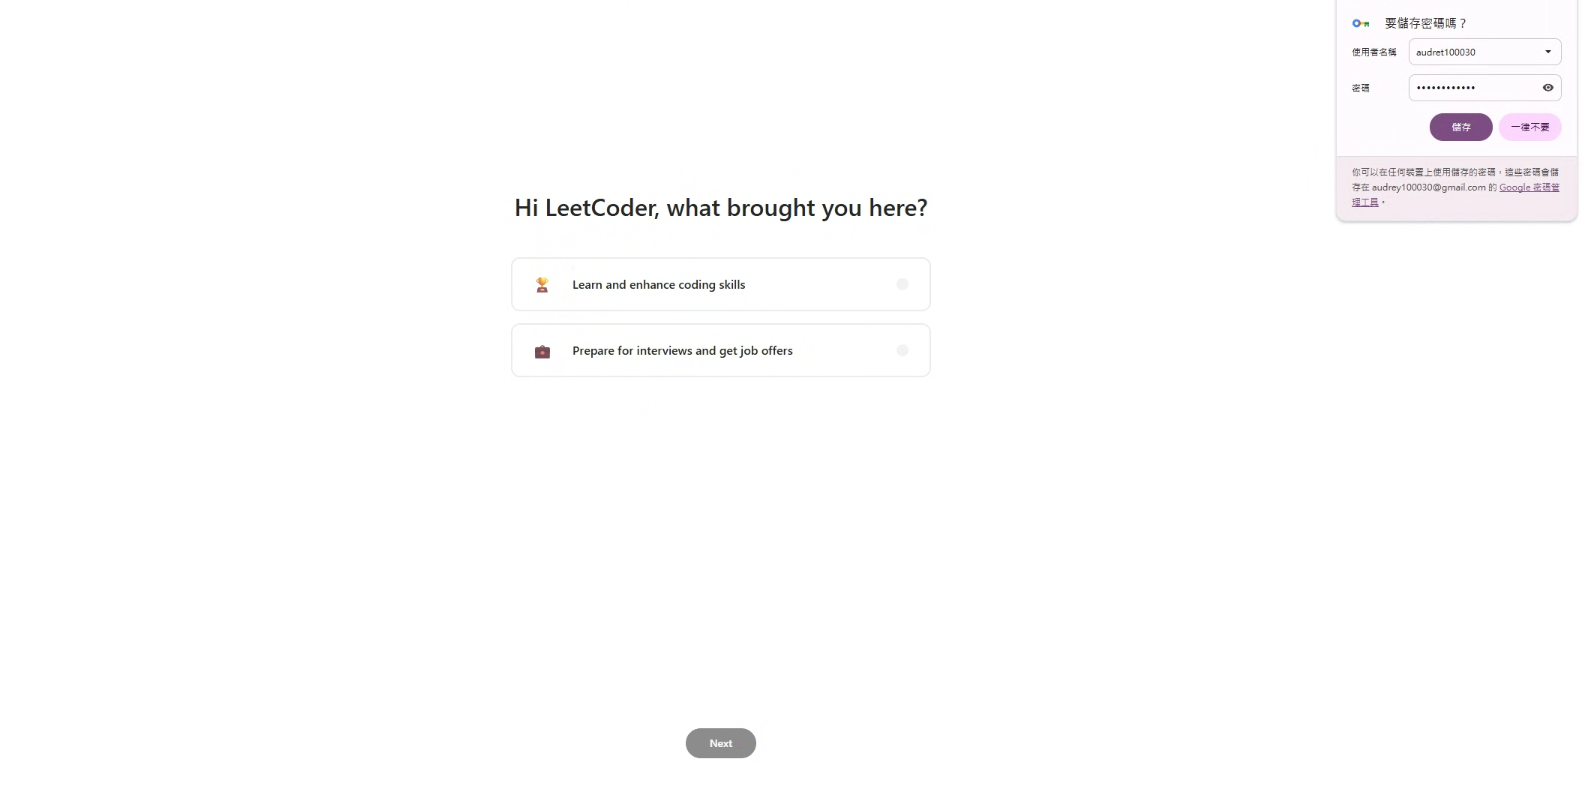 要儲存密碼嗎？
使用者名稱 audret100030
密碼 ••••••••••••
儲存 一律不要
你可以在任何裝置上使用儲存的密碼，這些密碼會儲
存在 audrey100030@gmail.com 的 Google 密碼管
理工具。
Hi LeetCoder, what brought you here?
Learn and enhance coding skills
Prepare for interviews and get job offers
Next